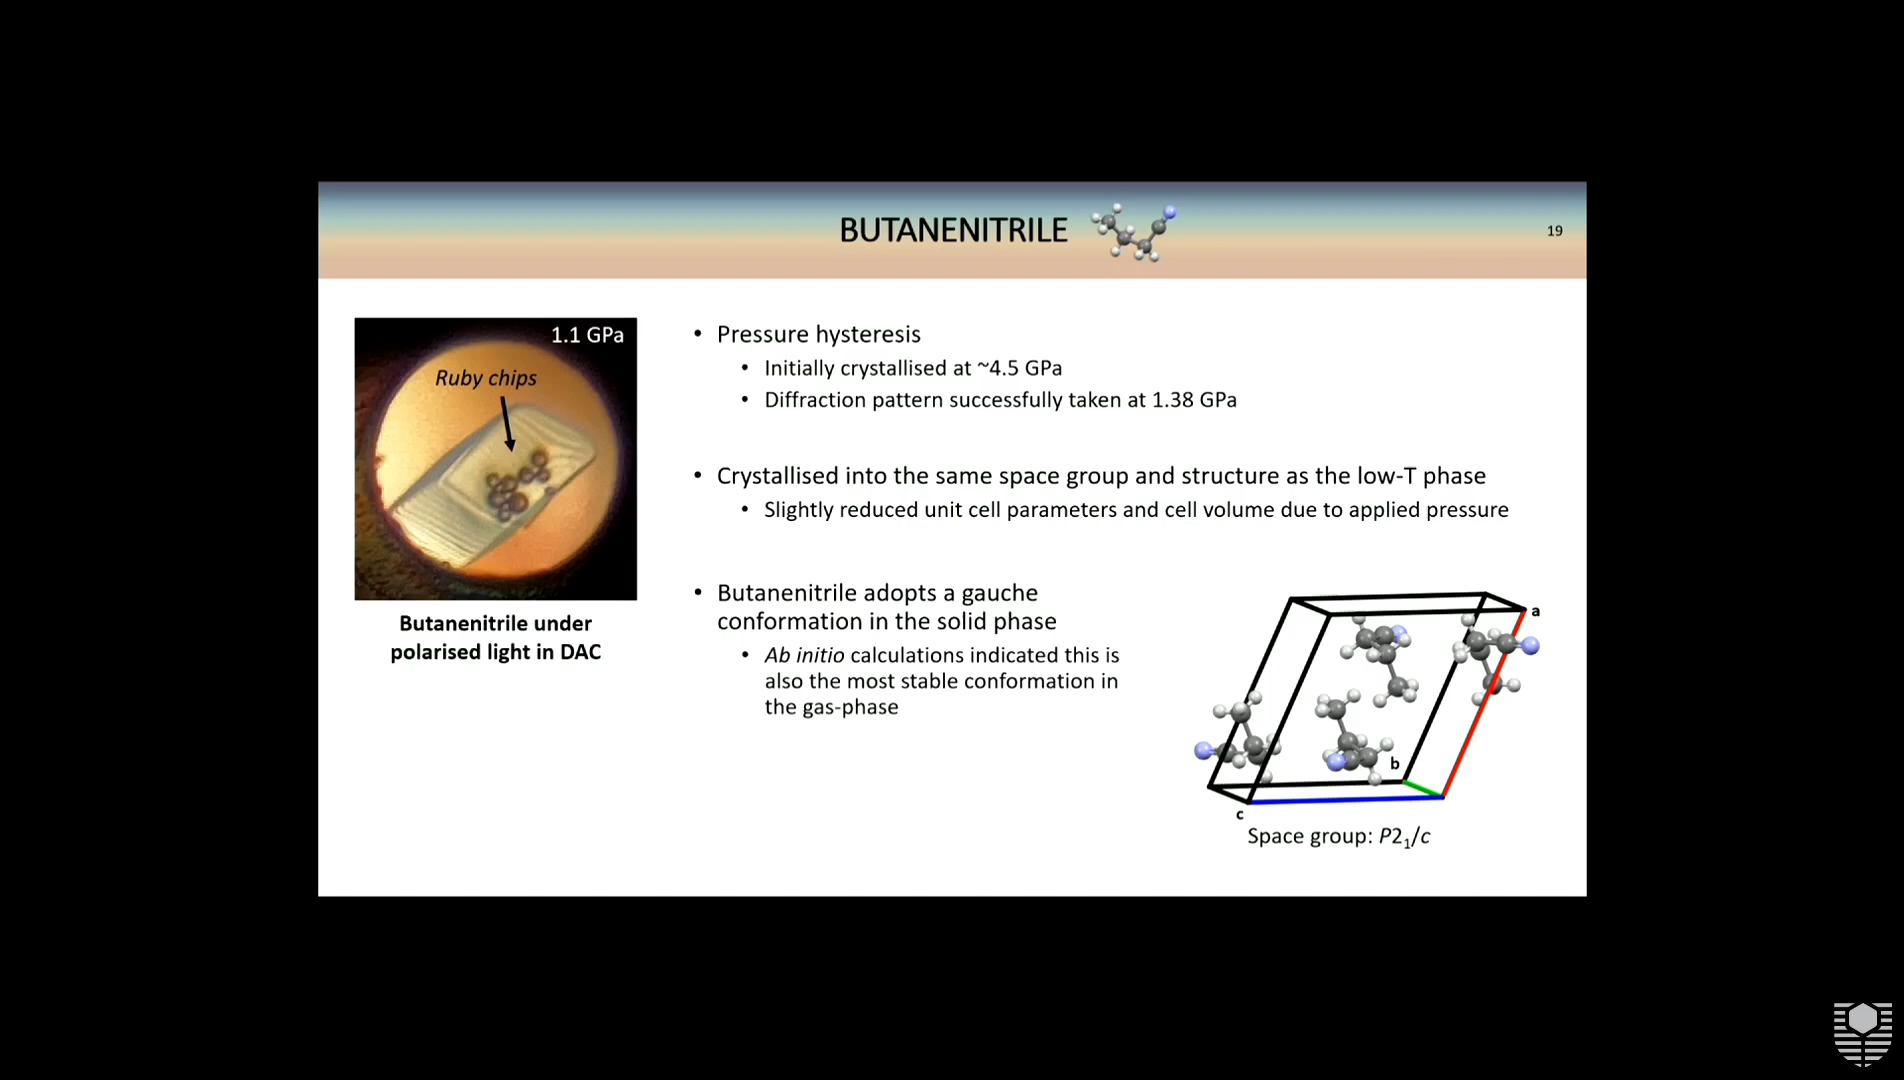 BUTANENITRILE
19
1.1 GPa
Ruby chips
Butanenitrile under
polarised light in DAC
• Pressure hysteresis
• Initially crystallised at ~4.5 GPa
• Diffraction pattern successfully taken at 1.38 GPa
• Crystallised into the same space group and structure as the low-T phase
• Slightly reduced unit cell parameters and cell volume due to applied pressure
• Butanenitrile adopts a gauche
conformation in the solid phase
• Ab initio calculations indicated this is
also the most stable conformation in
the gas-phase
a
b
c
Space group: P2₁/c